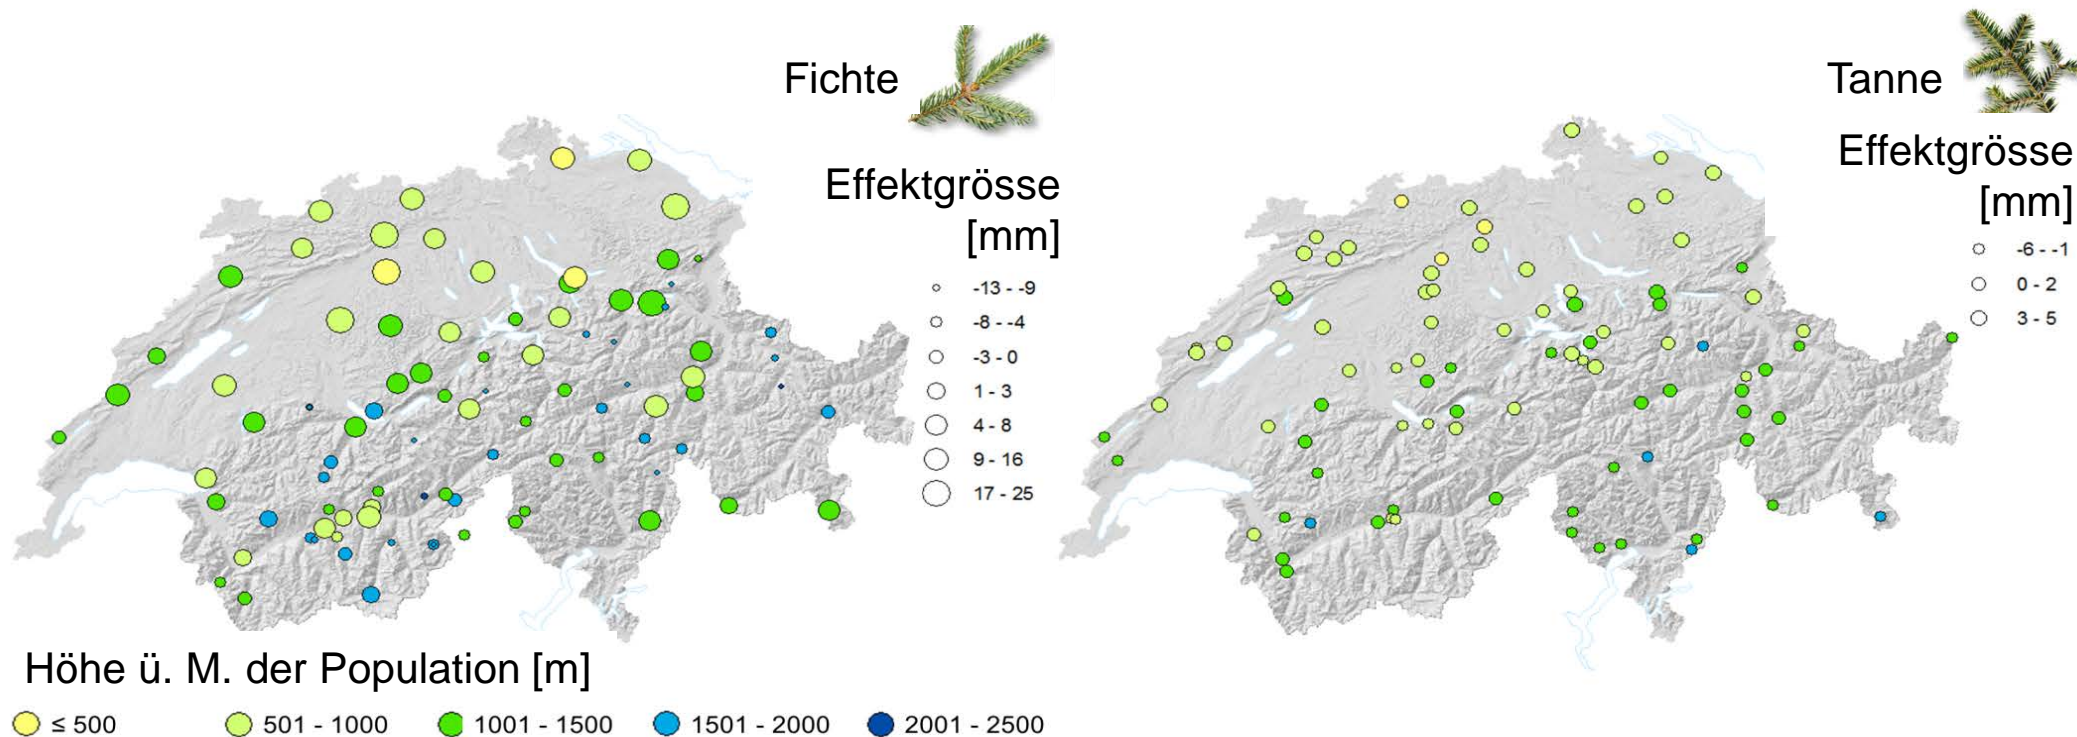 Fichte
Effektgrösse
[mm]
-13 - -9
-8 - -4
-3 - 0
1 - 3
4 - 8
9 - 16
17 - 25
Tanne
Effektgrösse
[mm]
-6 - -1
0 - 2
3 - 5
Höhe ü. M. der Population [m]
≤ 500
501 - 1000
1001 - 1500
1501 - 2000
2001 - 2500